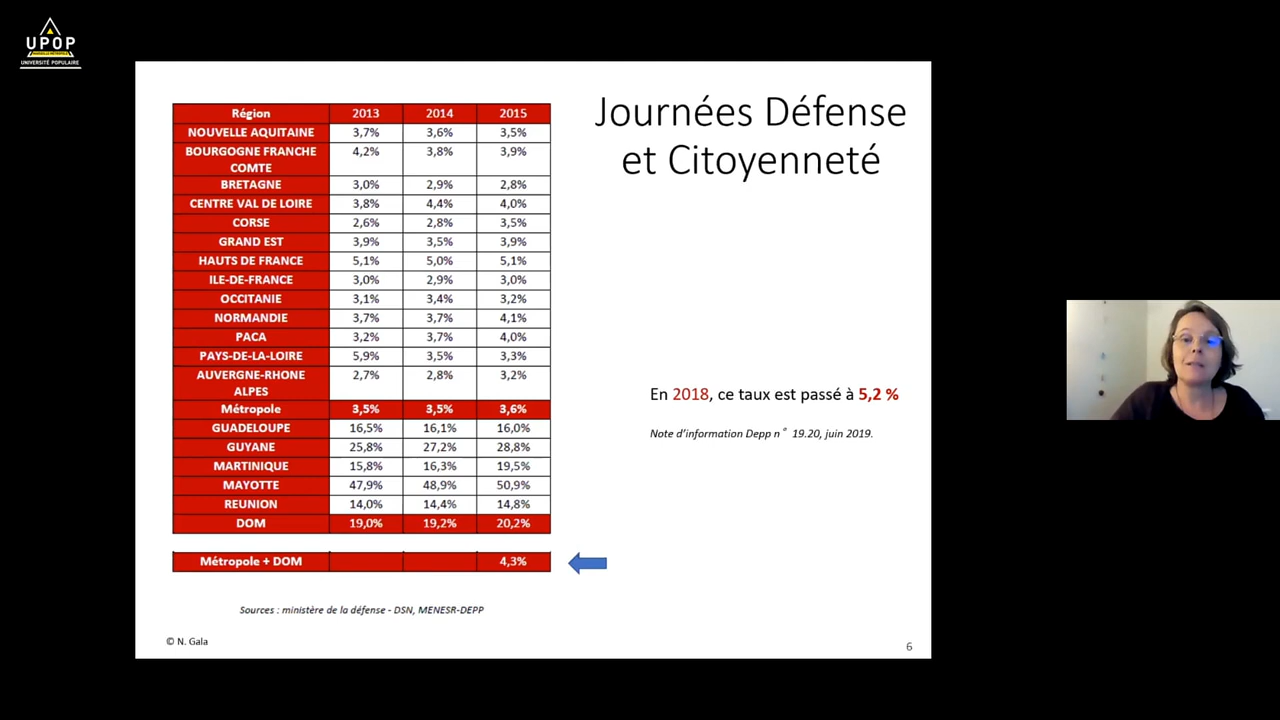 UPOP
UNIVERSITÉ POPULAIRE
Journées Défense
et Citoyenneté
Région 2013 2014 2015
NOUVELLE AQUITAINE 3,7% 3,6% 3,5%
BOURGOGNE FRANCHE COMTE 4,2% 3,8% 3,9%
BRETAGNE 3,0% 2,9% 2,8%
CENTRE VAL DE LOIRE 3,8% 4,4% 4,0%
CORSE 2,6% 2,8% 3,5%
GRAND EST 3,9% 3,5% 3,9%
HAUTS DE FRANCE 5,1% 5,0% 5,1%
ILE-DE-FRANCE 3,0% 2,9% 3,0%
OCCITANIE 3,1% 3,4% 3,2%
NORMANDIE 3,7% 3,7% 4,1%
PACA 3,2% 3,7% 4,0%
PAYS-DE-LA-LOIRE 5,9% 3,5% 3,3%
AUVERGNE-RHONE ALPES 2,7% 2,8% 3,2%
Métropole 3,5% 3,5% 3,6%
GUADELOUPE 16,5% 16,1% 16,0%
GUYANE 25,8% 27,2% 28,8%
MARTINIQUE 15,8% 16,3% 19,5%
MAYOTTE 47,9% 48,9% 50,9%
REUNION 14,0% 14,4% 14,8%
DOM 19,0% 19,2% 20,2%
Métropole + DOM 4,3%
Sources : ministère de la défense - DSN, MENESR-DEPP
En 2018, ce taux est passé à 5,2 %
Note d'information Depp n° 19.20, juin 2019.
© N. Gala
6